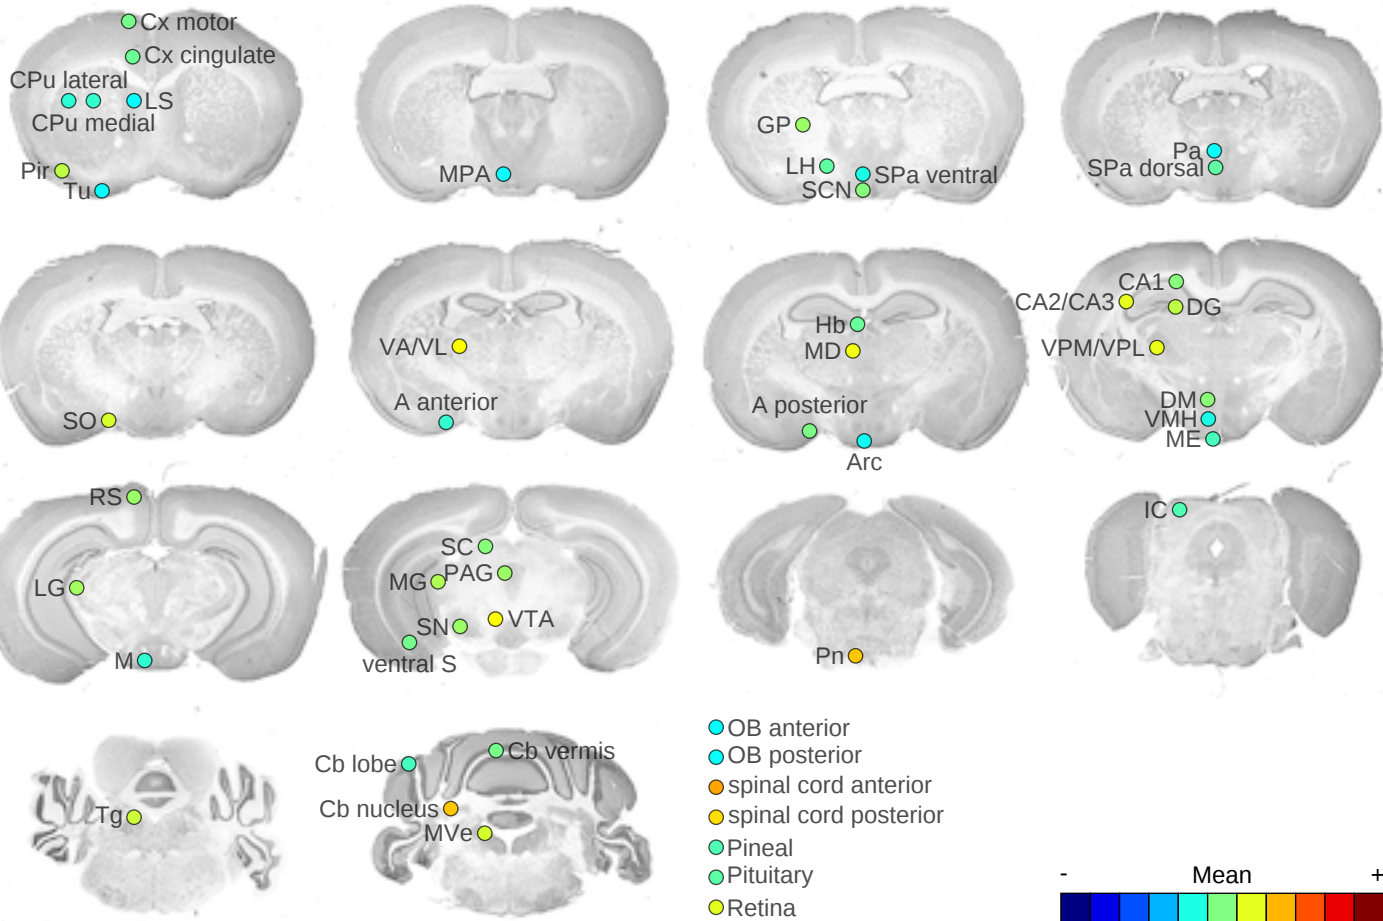 Cx motor
Cx cingulate
CPu lateral
LS
CPu medial
Pir
Tu
MPA
GP
LH
SPa ventral
SCN
Pa
SPa dorsal
SO
VA/VL
A anterior
Hb
MD
A posterior
Arc
CA1
CA2/CA3
DG
VPM/VPL
DM
VMH
ME
RS
LG
M
SC
MG
PAG
SN
VTA
ventral S
Pn
IC
Tg
Cb lobe
Cb vermis
Cb nucleus
MVe
OB anterior
OB posterior
spinal cord anterior
spinal cord posterior
Pineal
Pituitary
Retina
- Mean +